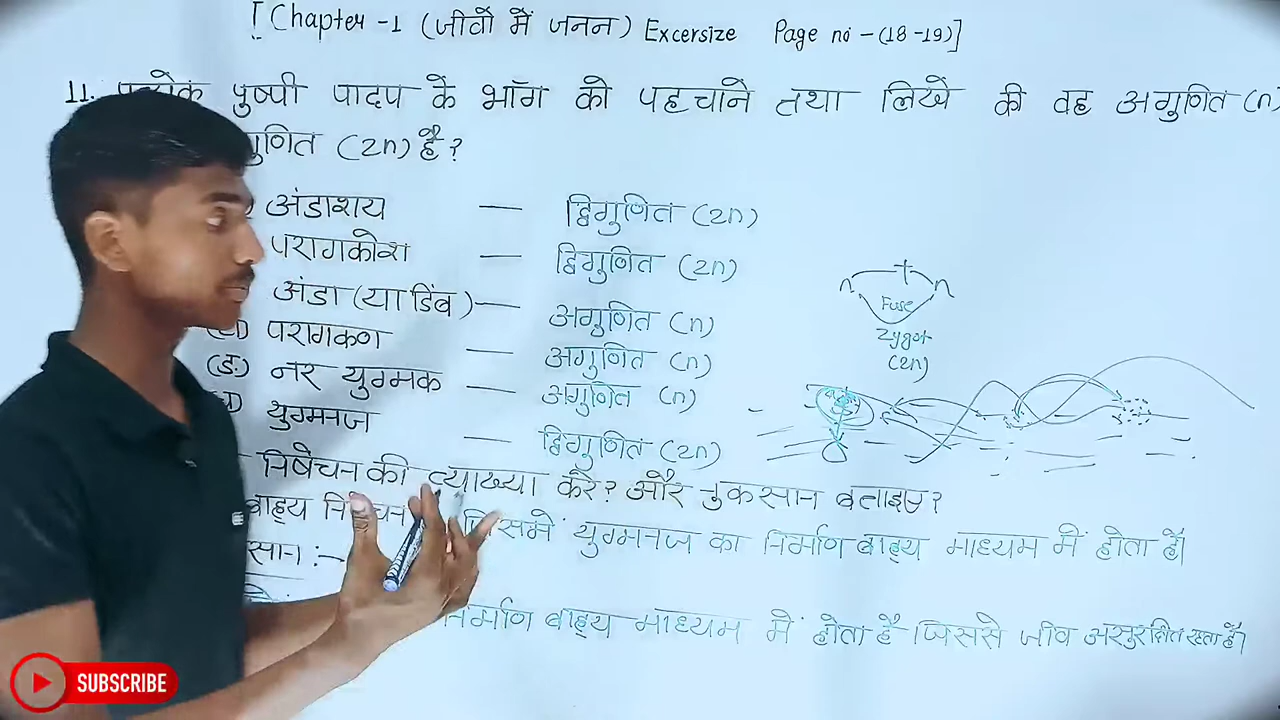 [Chapter -1 (जीवों में जनन) Excersize Page no - (18-19)]
11. पुष्पी पादप के भाॅग को पहचाने तथा लिखें की वह अगुणित (n)
गुणित (2n) है?
अंडाशय — द्विगुणित (2n)
परागकोश — द्विगुणित (2n)
अंडा (या डिंब) — अगुणित (n)
परागकण — अगुणित (n)
(ङ) नर युग्मक — अगुणित (n)
युग्मनज — द्विगुणित (2n)
n + n
Fuse
Zygot
(2n)
निषेचन की व्याख्या करे? और नुकसान बताइए?
बाह्य जिसमें युग्मनज का निर्माण बाह्य माध्यम में होता है।
निर्माण बाह्य माध्यम में होता है जिससे जीव असुरक्षित रहता है।
SUBSCRIBE